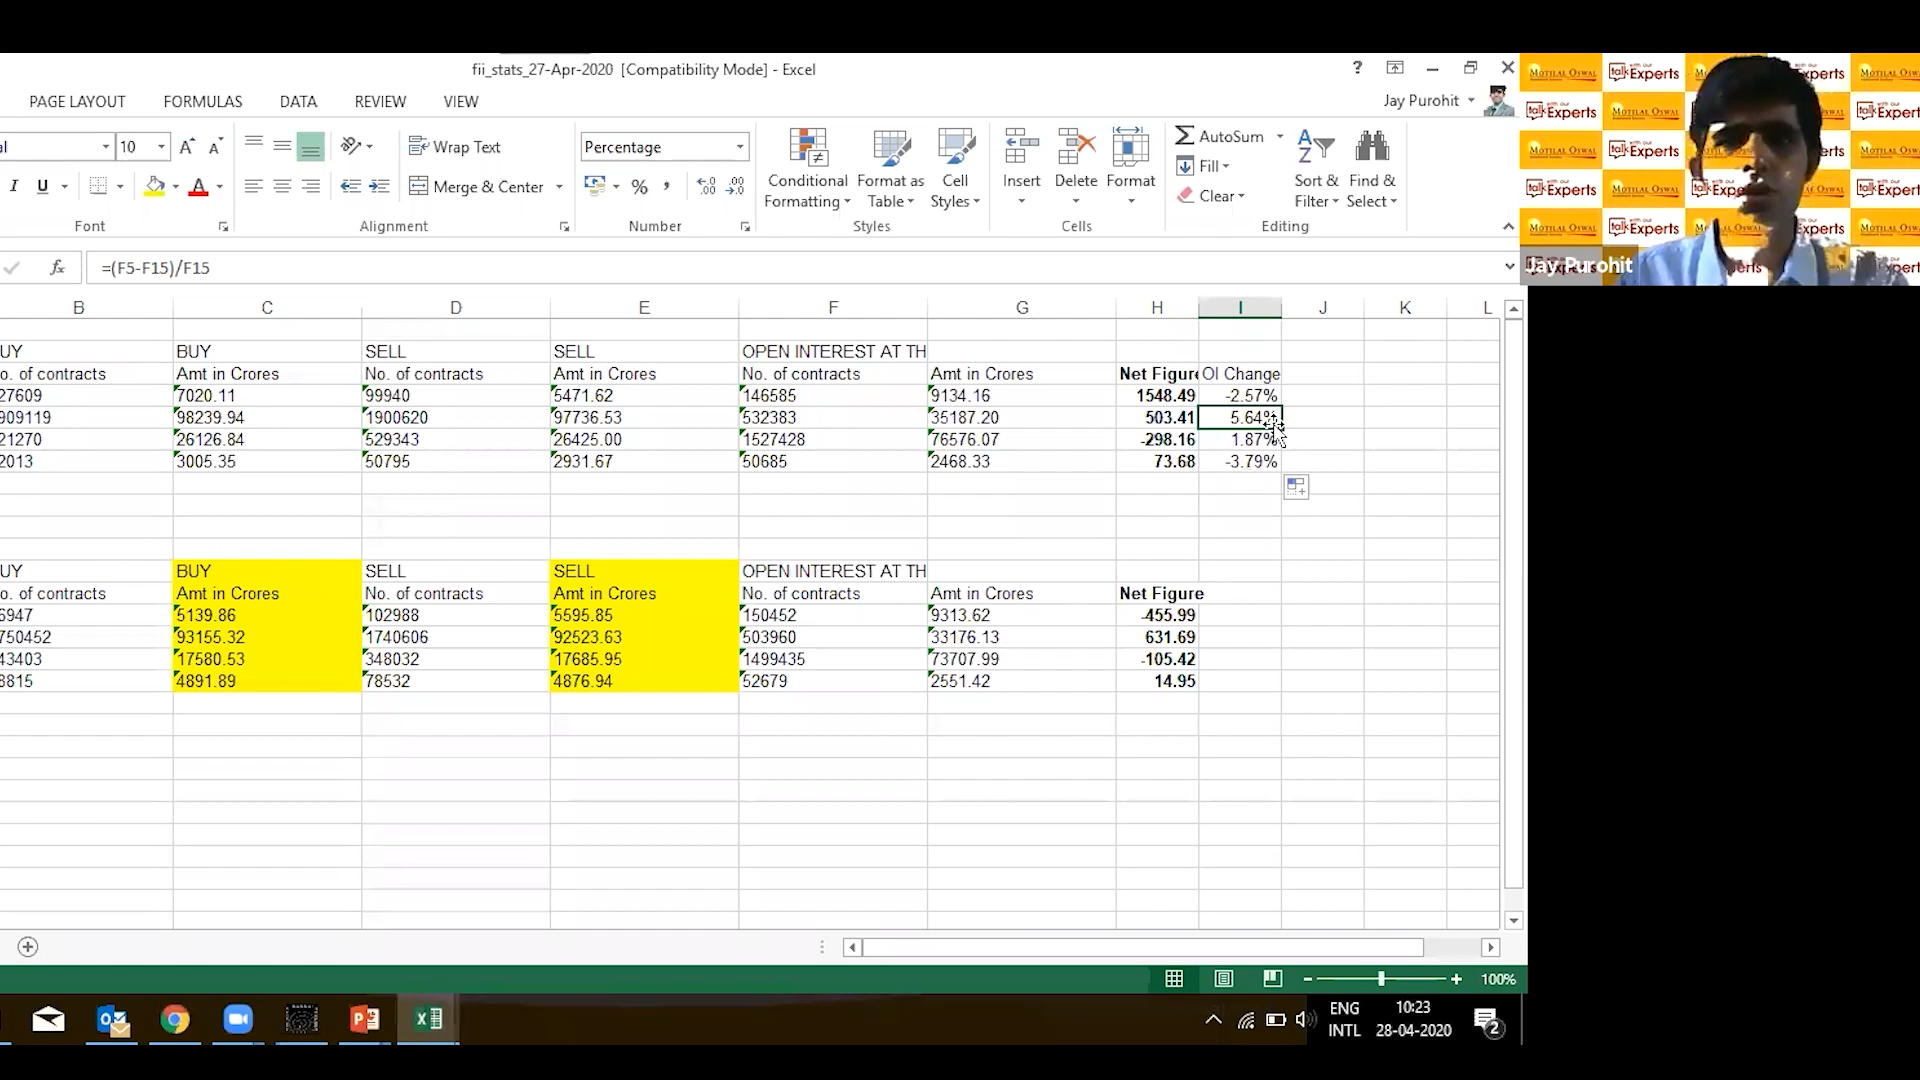 fii_stats_27-Apr-2020 [Compatibility Mode] - Excel
PAGE LAYOUT FORMULAS DATA REVIEW VIEW
Jay Purohit
10 Wrap Text Percentage
Merge & Center
Conditional Formatting
Format as Table
Cell Styles
Insert
Delete
Format
AutoSum
Fill
Clear
Sort & Filter
Find & Select
Font Alignment Number Styles Cells Editing
=(F5-F15)/F15
B C D E F G H I J K L
UY BUY SELL SELL OPEN INTEREST AT TH
o. of contracts Amt in Crores No. of contracts Amt in Crores No. of contracts Amt in Crores Net Figure OI Change
27609 7020.11 99940 5471.62 146585 9134.16 1548.49 -2.57%
909119 98239.94 1900620 97736.53 532383 35187.20 503.41 5.64%
21270 26126.84 529343 26425.00 1527428 76576.07 -298.16 1.87%
2013 3005.35 50795 2931.67 50685 2468.33 73.68 -3.79%
UY BUY SELL SELL OPEN INTEREST AT TH
o. of contracts Amt in Crores No. of contracts Amt in Crores No. of contracts Amt in Crores Net Figure
6947 5139.86 102988 5595.85 150452 9313.62 -455.99
750452 93155.32 1740606 92523.63 503960 33176.13 631.69
43403 17580.53 348032 17685.95 1499435 73707.99 -105.42
8815 4891.89 78532 4876.94 52679 2551.42 14.95
100%
ENG
INTL
10:23
28-04-2020
2
MOTILAL OSWAL
talk with our Experts
Jay Purohit